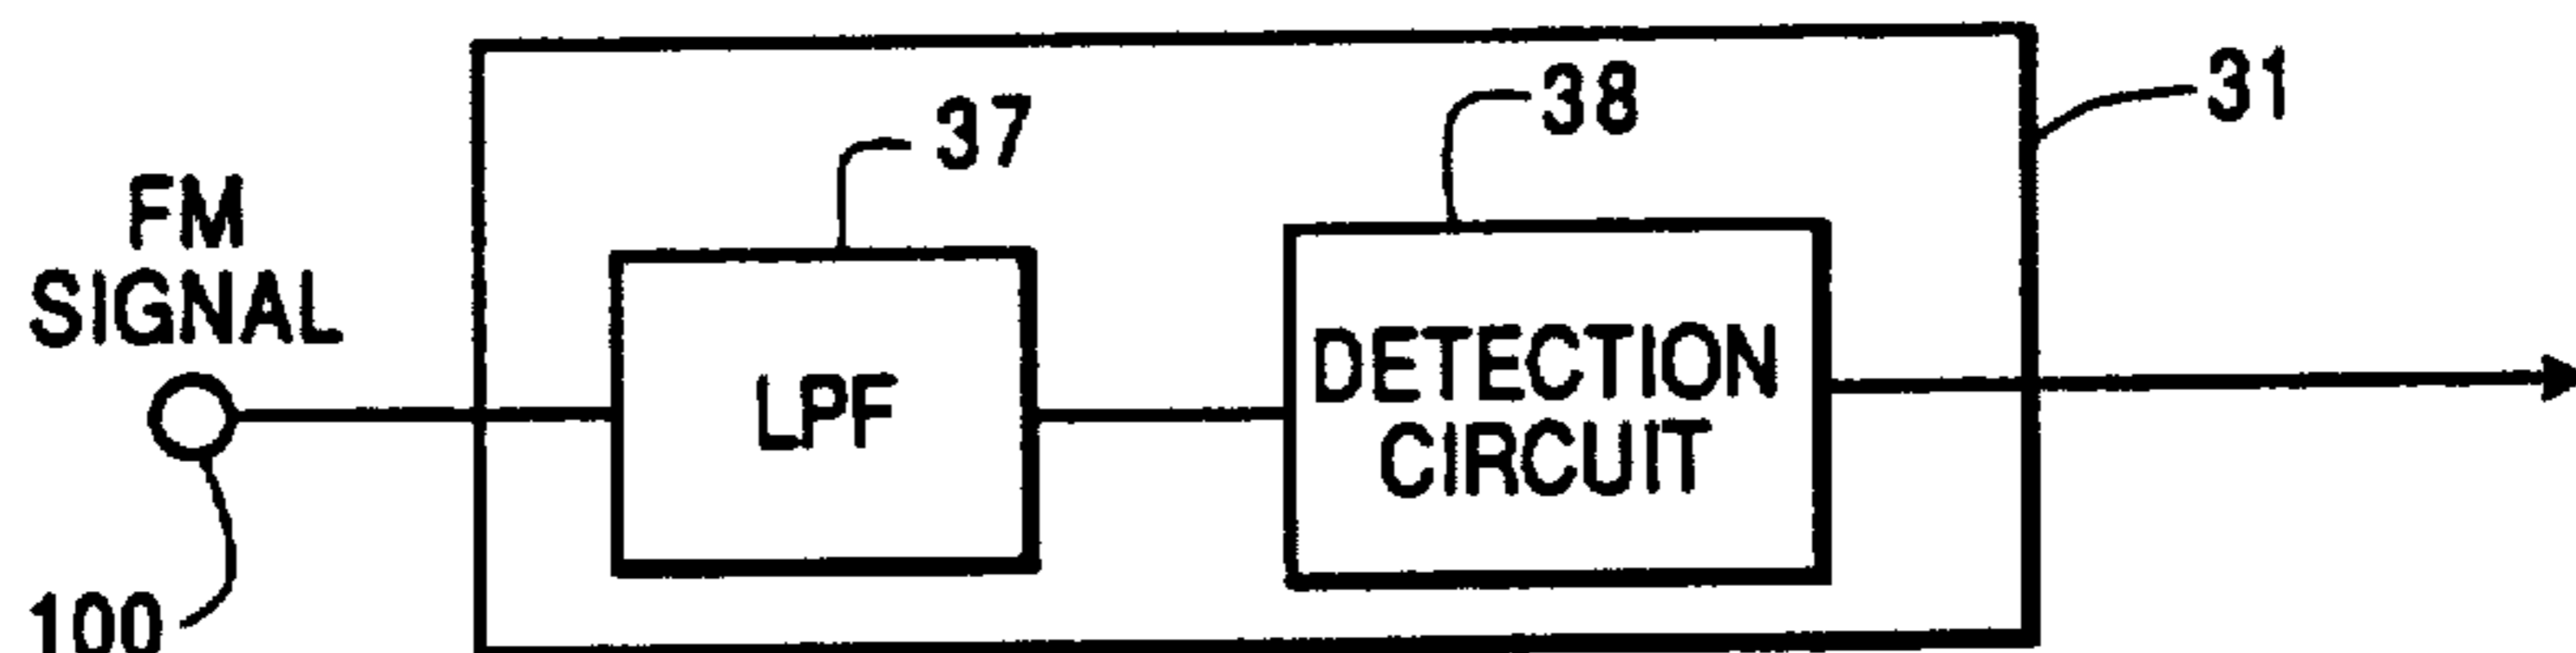 FM
SIGNAL
100
37
LPF
38
DETECTION
CIRCUIT
31